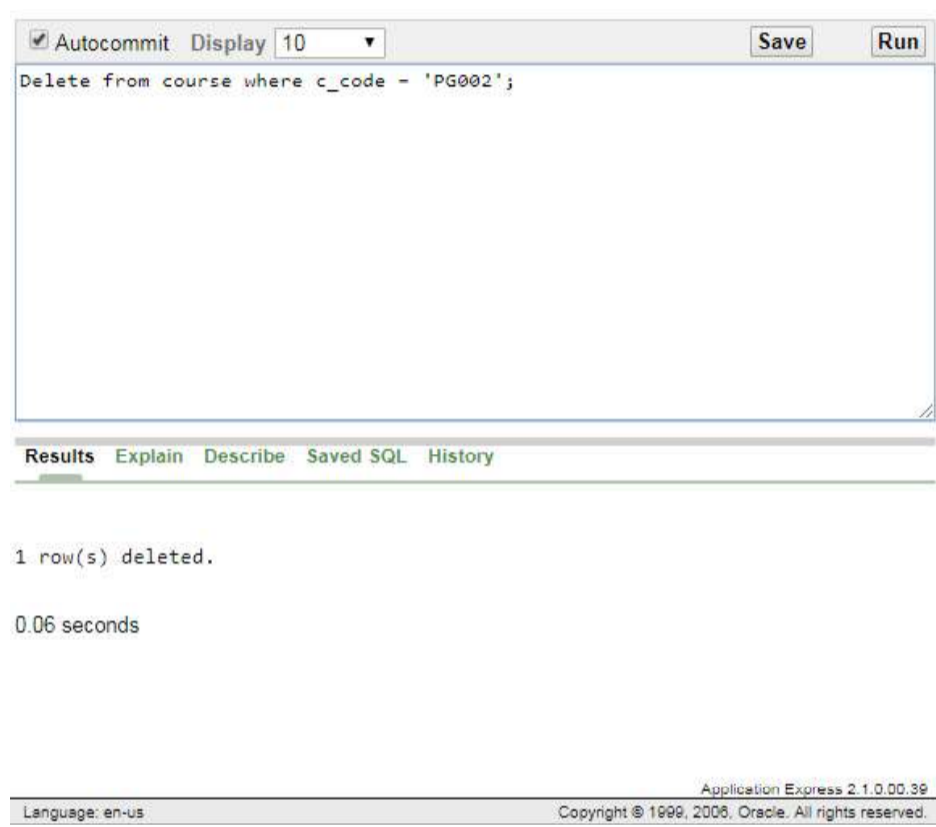 Autocommit Display 10 Save Run
Delete from course where c_code = 'PG002';
Results Explain Describe Saved SQL History
1 row(s) deleted.
0.06 seconds
Application Express 2.1.0.00.39
Language: en-us Copyright © 1999, 2006, Oracle. All rights reserved.